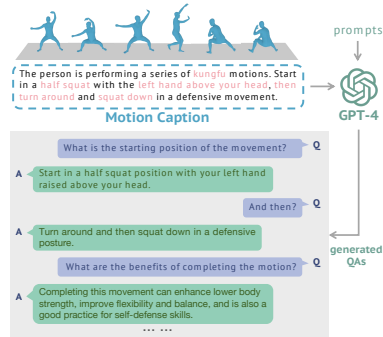 prompts
The person is performing a series of kungfu motions. Start
in a half squat with the left hand above your head, then
turn around and squat down in a defensive movement.
Motion Caption
GPT-4
What is the starting position of the movement?
Q
A
Start in a half squat position with your left hand
raised above your head.
And then?
Q
A
Turn around and then squat down in a defensive
posture.
generated
QAs
What are the benefits of completing the motion?
Q
A
Completing this movement can enhance lower body
strength, improve flexibility and balance, and is also a
good practice for self-defense skills.
... ...